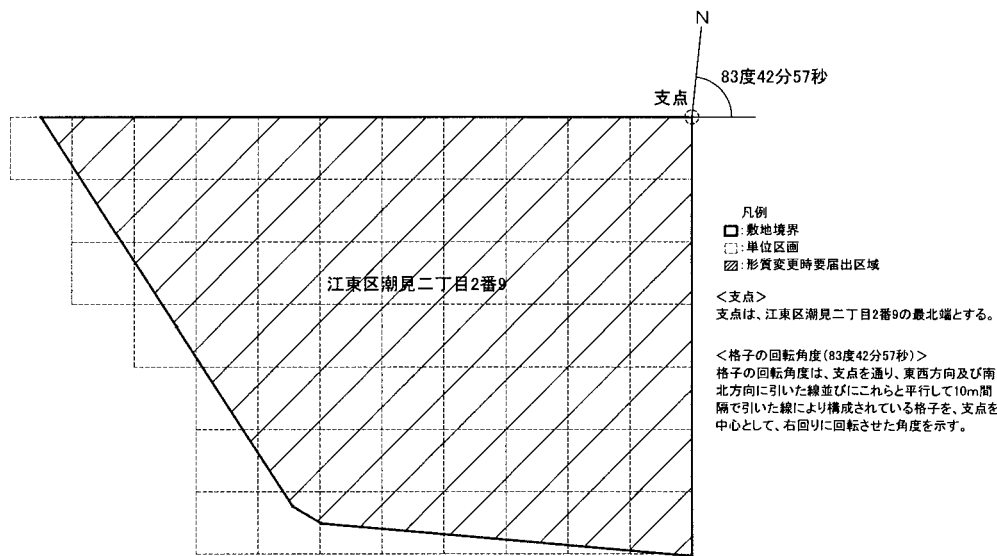 N
83度42分57秒
支点
江東区潮見二丁目2番9
凡例
:敷地境界
:単位区画
:形質変更時要届出区域
<支点>
支点は、江東区潮見二丁目2番9の最北端とする。
<格子の回転角度(83度42分57秒)>
格子の回転角度は、支点を通り、東西方向及び南
北方向に引いた線並びにこれらと平行して10m間
隔で引いた線により構成されている格子を、支点を
中心として、右回りに回転させた角度を示す。